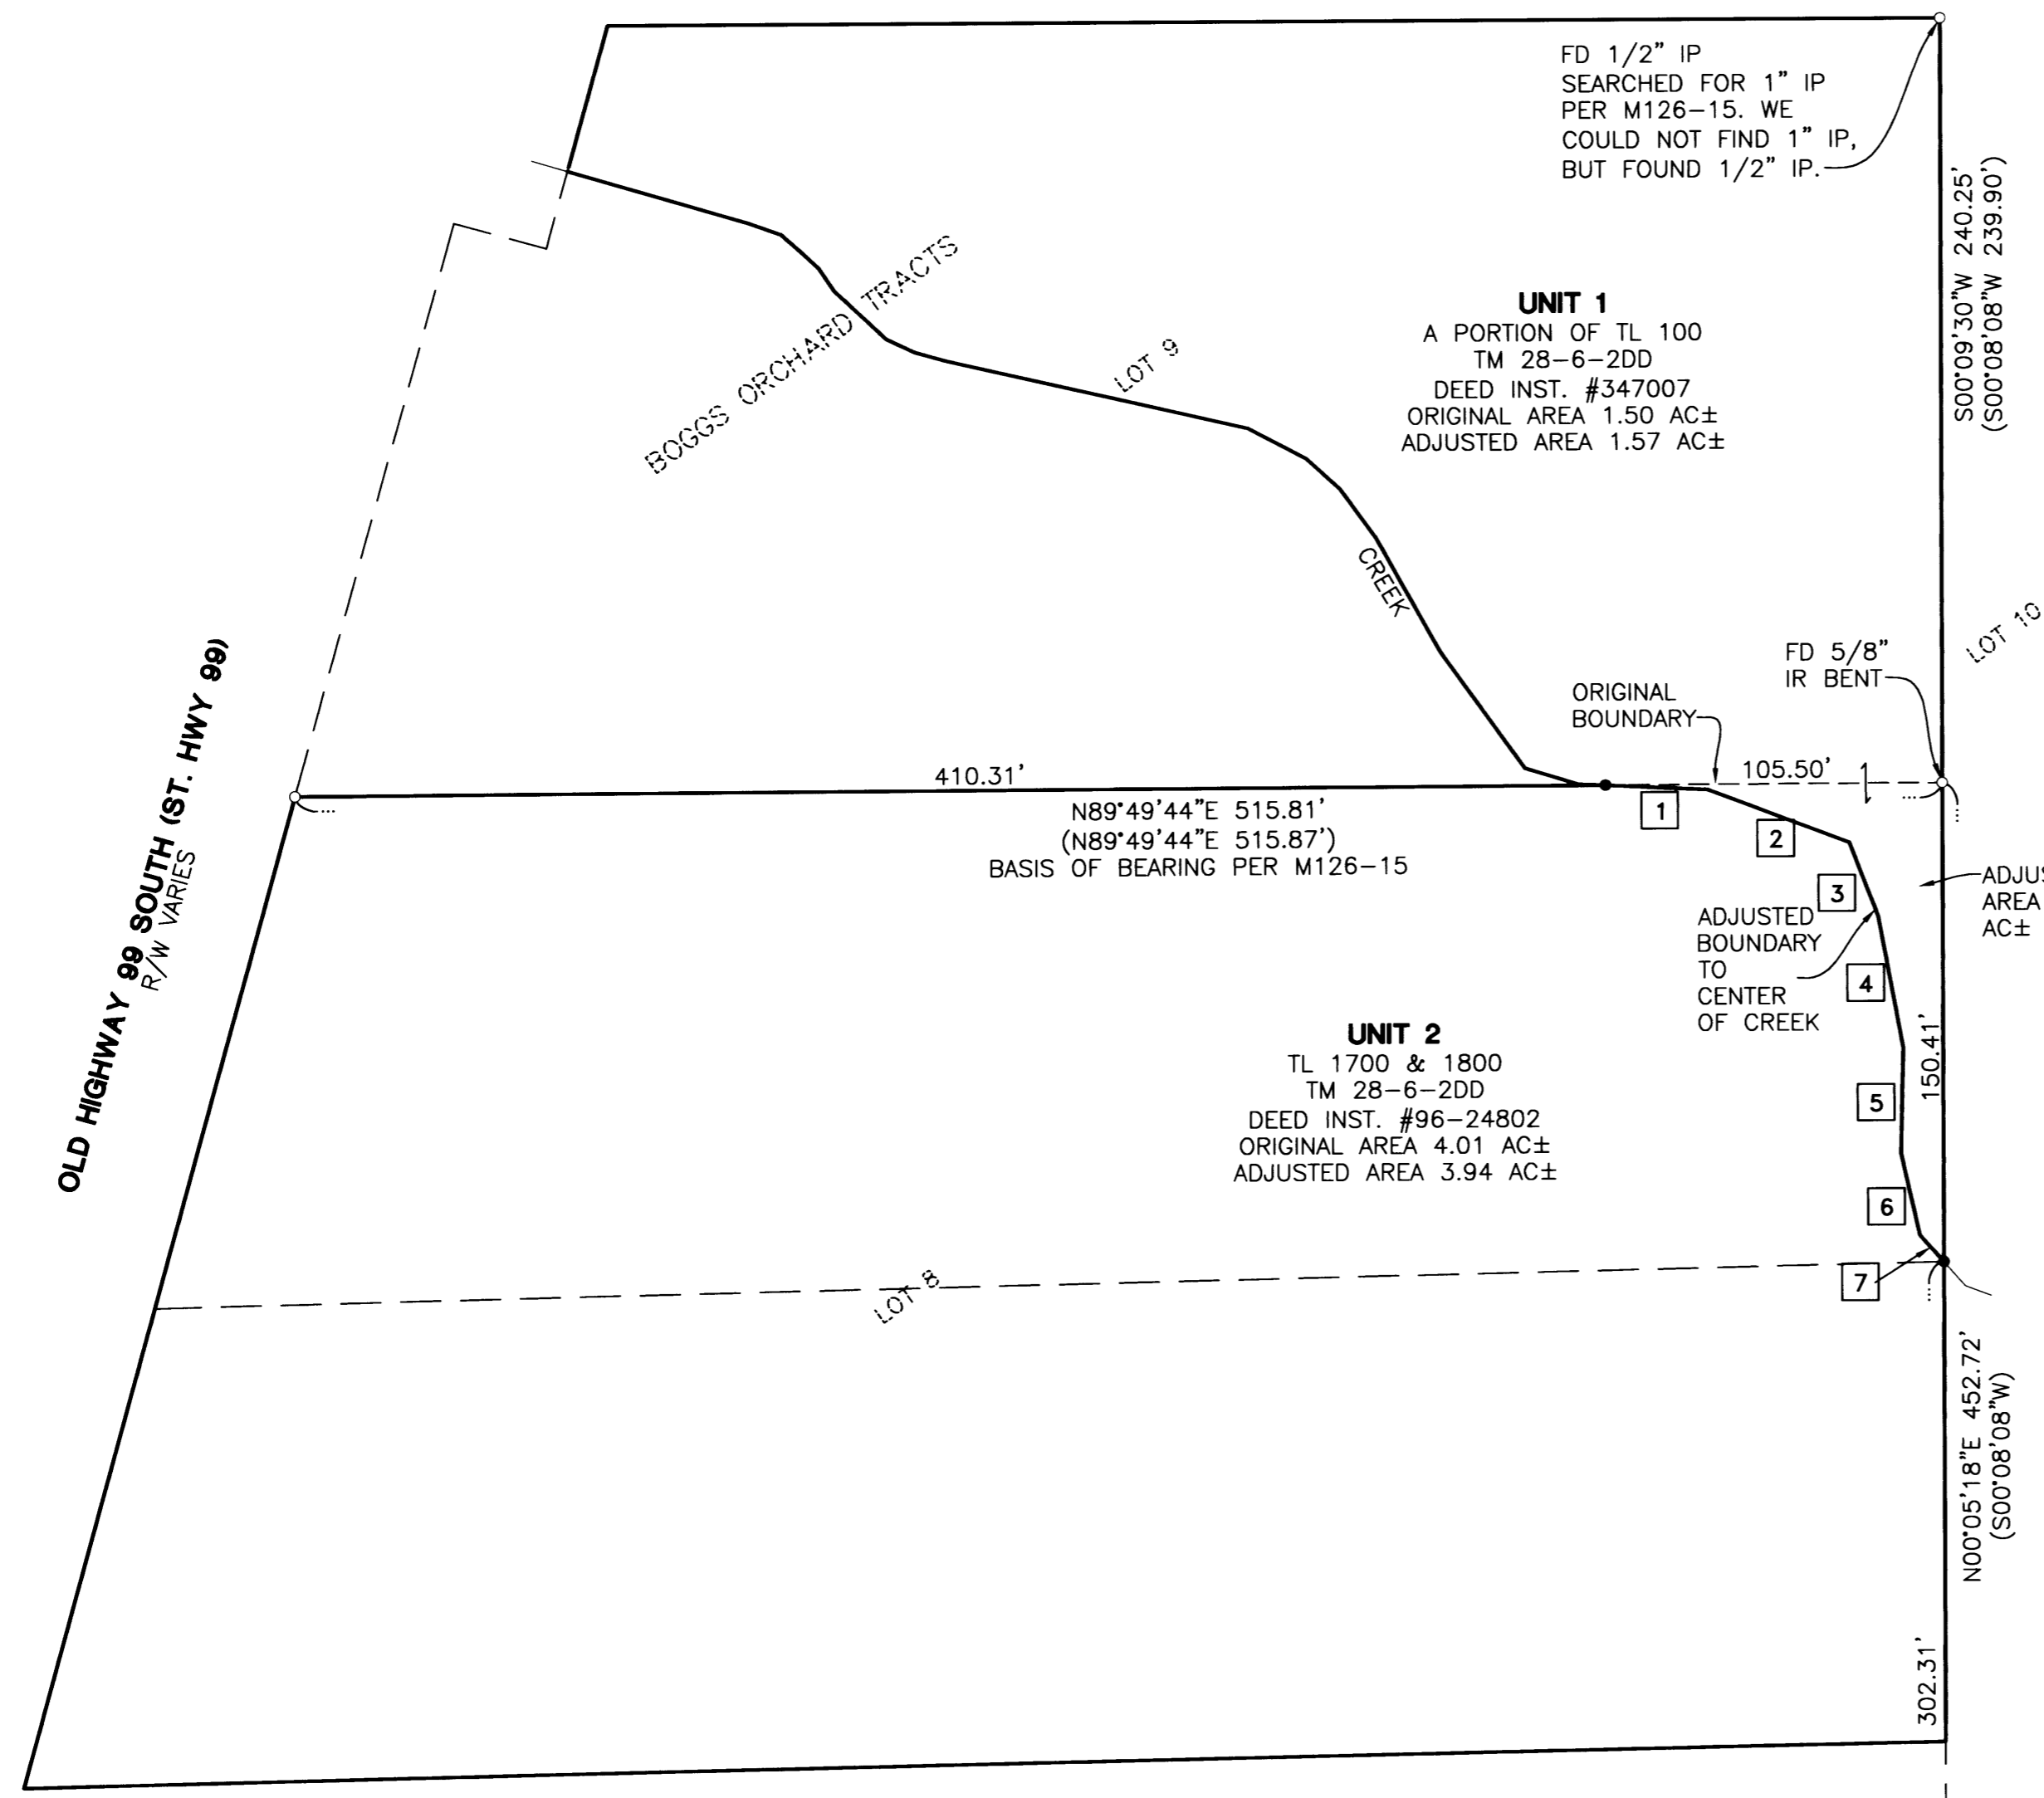 FD 1/2" IP
SEARCHED FOR 1" IP
PER M126-15. WE
COULD NOT FIND 1" IP,
BUT FOUND 1/2" IP.
S00°09'30"W 240.25'
(S00°08'08"W 239.90')
BOGGS ORCHARD TRACTS
LOT 9
UNIT 1
A PORTION OF TL 100
TM 28-6-2DD
DEED INST. #347007
ORIGINAL AREA 1.50 AC±
ADJUSTED AREA 1.57 AC±
CREEK
LOT 10
FD 5/8"
IR BENT
ORIGINAL
BOUNDARY
OLD HIGHWAY 99 SOUTH (ST. HWY 99)
R/W VARIES
410.31'
105.50'
N89°49'44"E 515.81'
(N89°49'44"E 515.87')
BASIS OF BEARING PER M126-15
1
2
3
ADJUSTED
BOUNDARY
TO
CENTER
OF CREEK
ADJUS
AREA
AC±
4
150.41'
5
UNIT 2
TL 1700 & 1800
TM 28-6-2DD
DEED INST. #96-24802
ORIGINAL AREA 4.01 AC±
ADJUSTED AREA 3.94 AC±
6
7
LOT 8
N00°05'18"E 452.72'
(S00°08'08"W)
302.31'